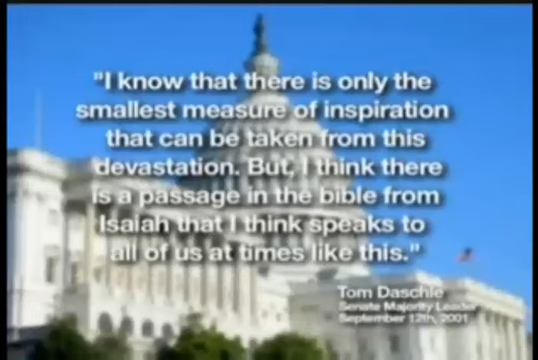 "I know that there is only the
smallest measure of inspiration
that can be taken from this
devastation. But, I think there
is a passage in the bible from
Isaiah that I think speaks to
all of us at times like this."
Tom Daschle
Senate Majority Leader
September 12th, 2001